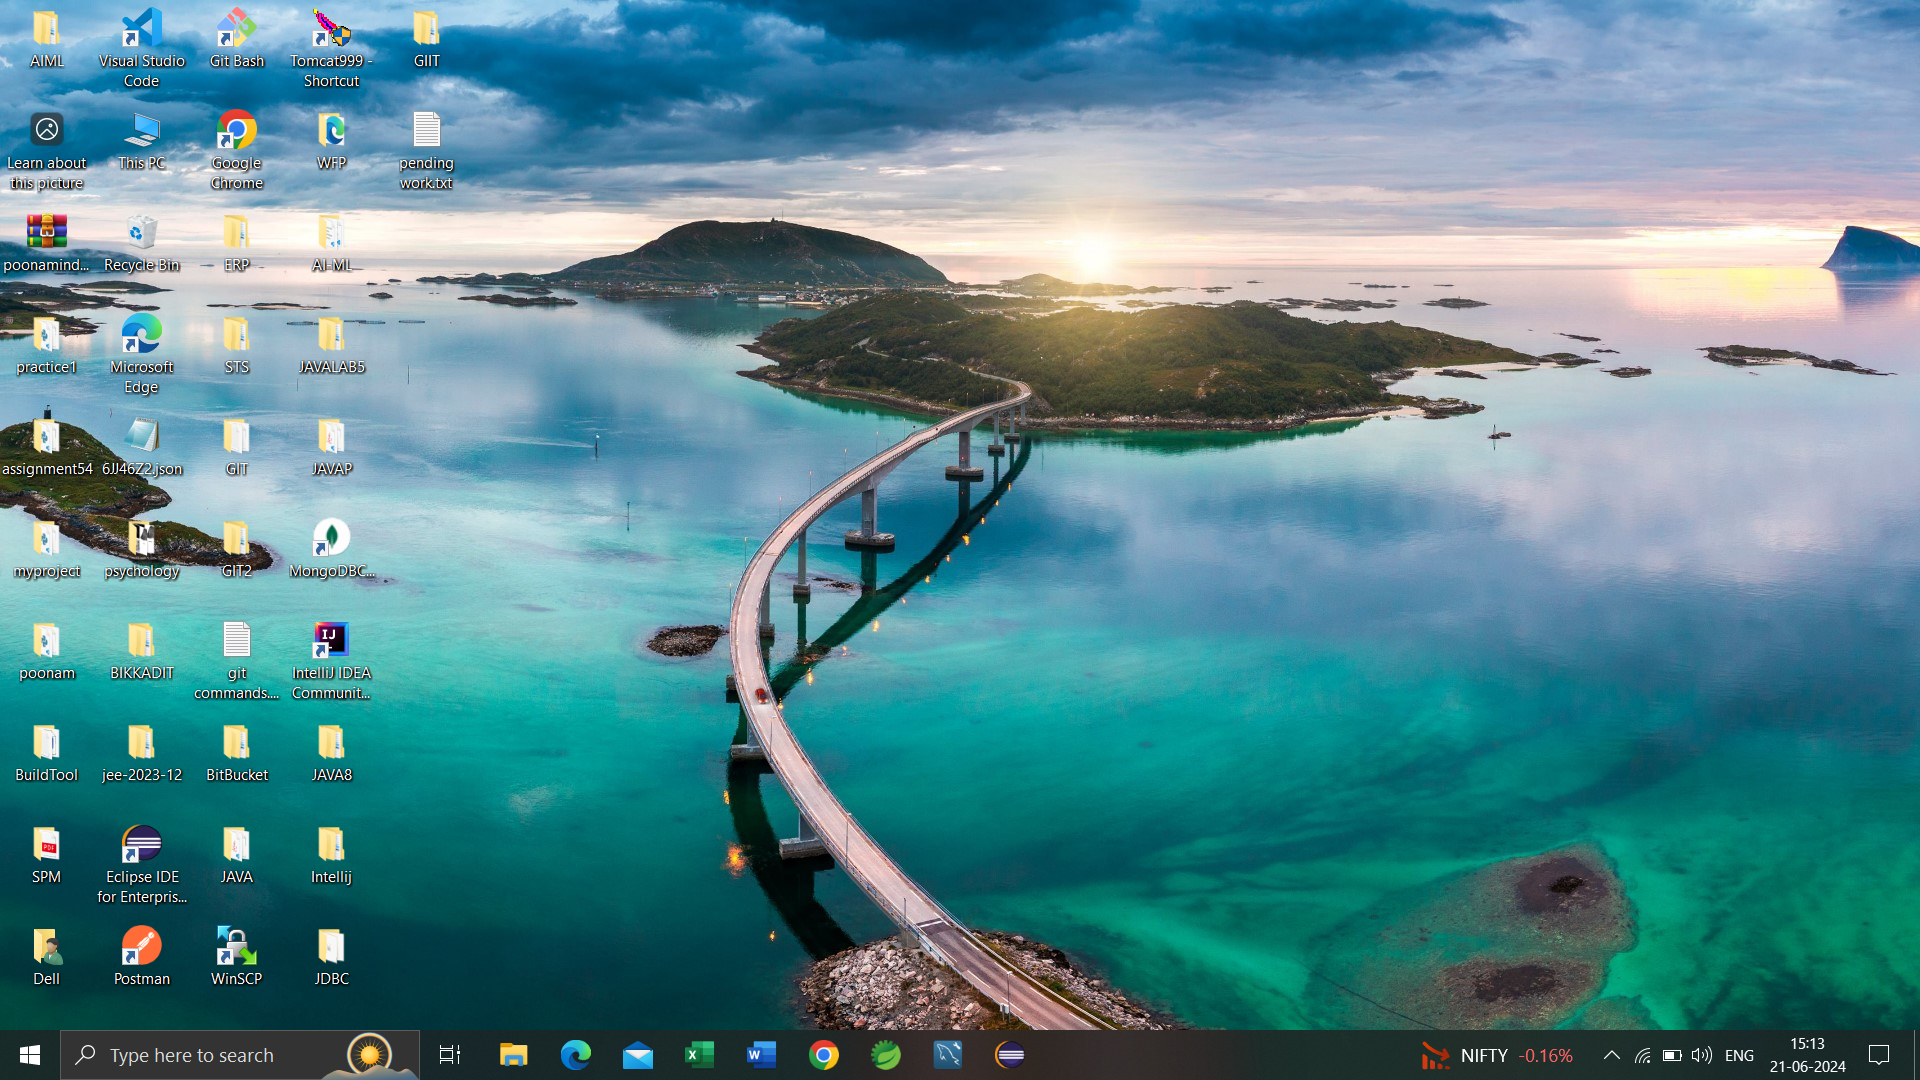 AIML
Visual Studio
Code
Git Bash
Tomcat999 -
Shortcut
GIIT
Learn about
this picture
This PC
Google
Chrome
WFP
pending
work.txt
poonamind...
Recycle Bin
ERP
AI-ML
practice1
Microsoft
Edge
STS
JAVALAB5
assignment54
6JJ46Z2.json
GIT
JAVAP
myproject
psychology
GIT2
MongoDBC...
poonam
BIKKADIT
git
commands....
IntelliJ IDEA
Communit...
BuildTool
jee-2023-12
BitBucket
JAVA8
SPM
Eclipse IDE
for Enterpris...
JAVA
Intellij
Dell
Postman
WinSCP
JDBC
Type here to search
NIFTY -0.16%
ENG
15:13
21-06-2024